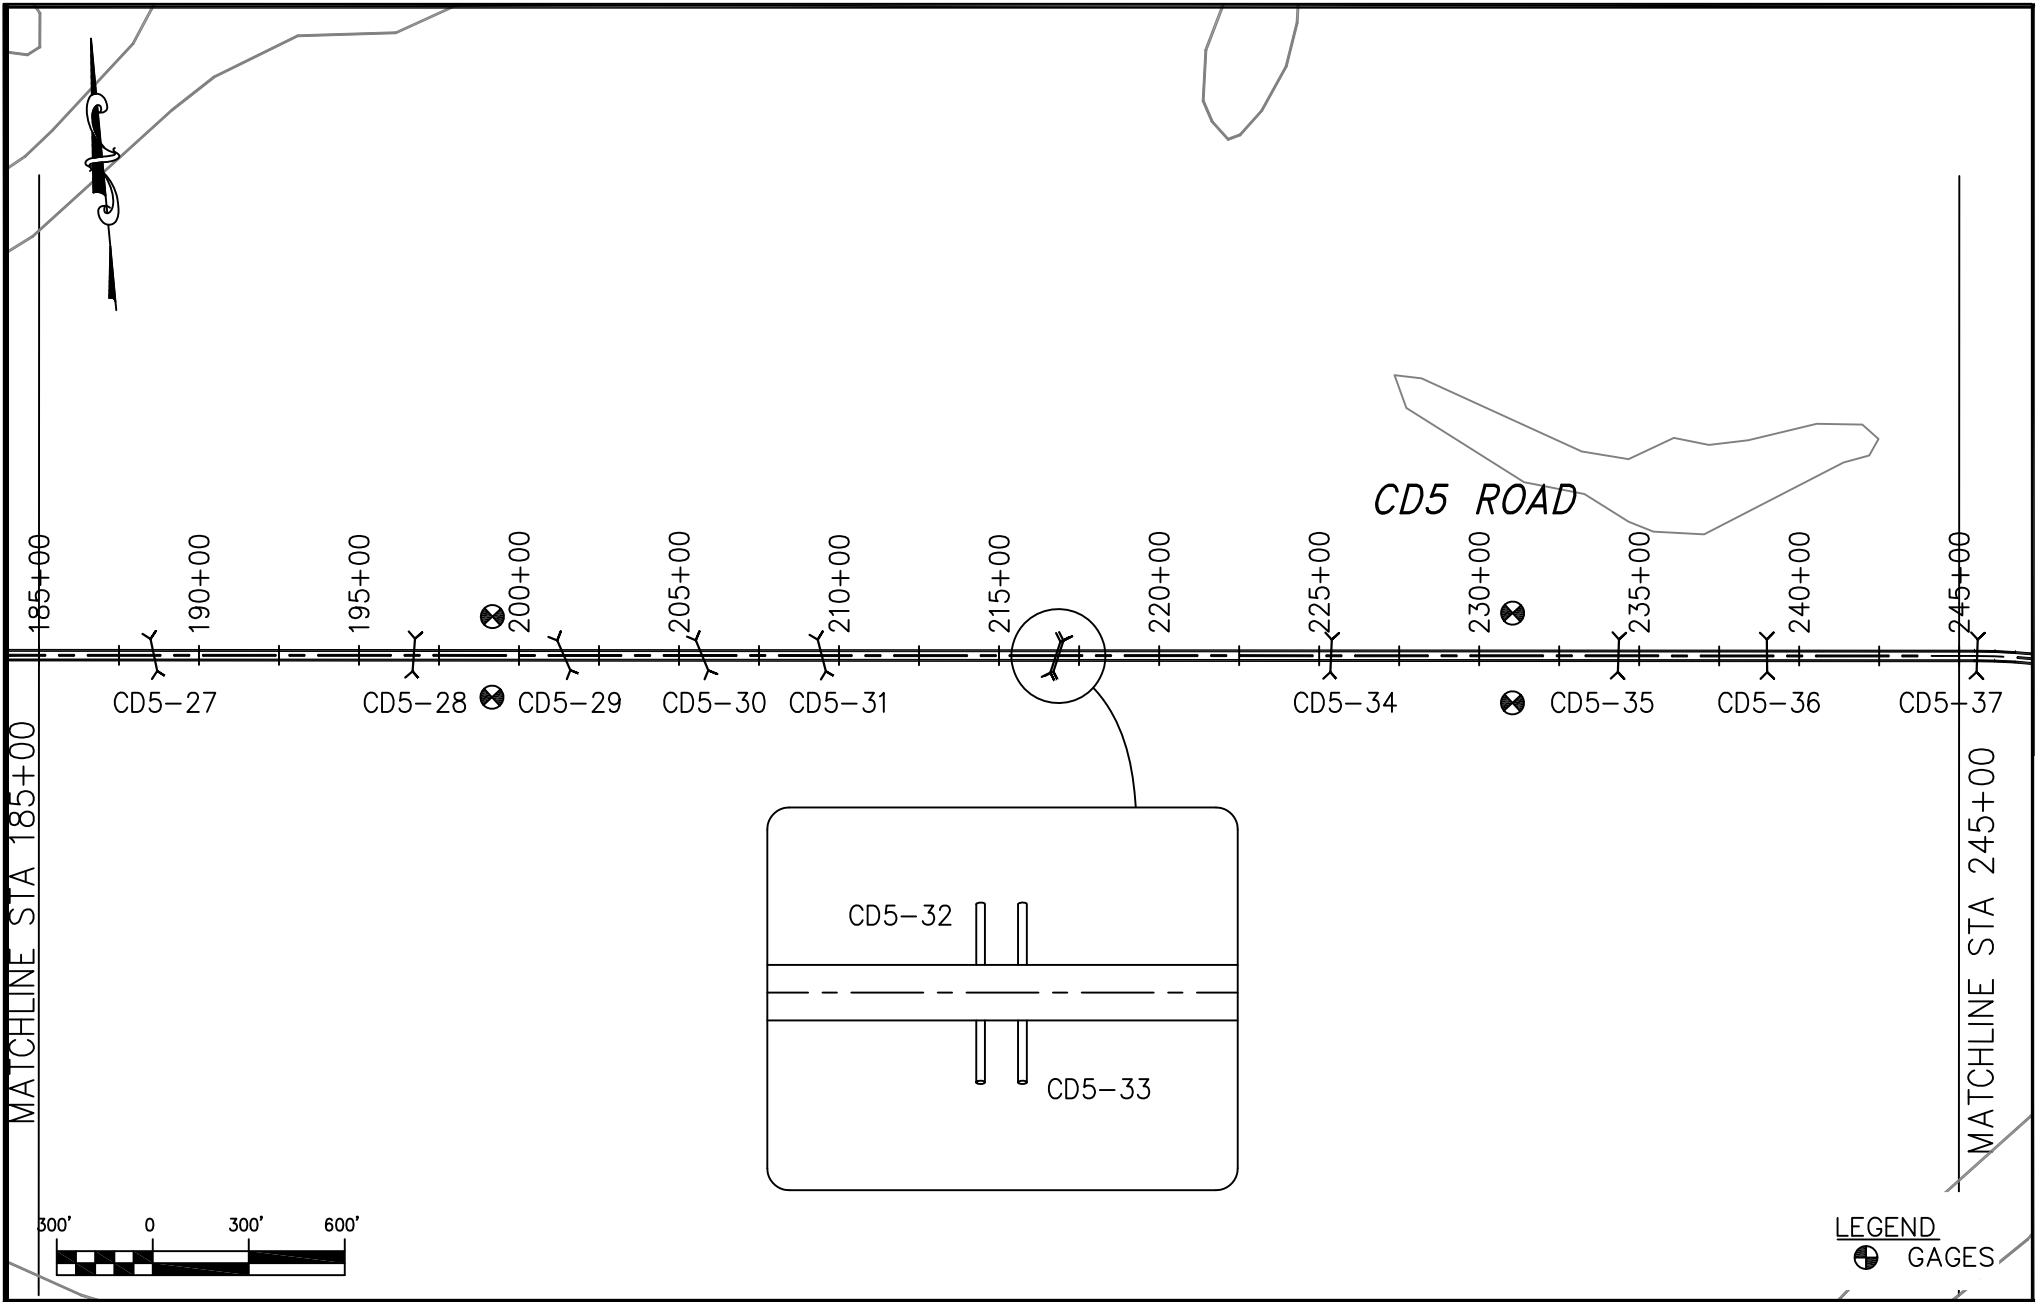 CD5 ROAD
185+00
190+00
195+00
200+00
205+00
210+00
215+00
220+00
225+00
230+00
235+00
240+00
245+00
CD5-27
CD5-28
CD5-29
CD5-30
CD5-31
CD5-34
CD5-35
CD5-36
CD5-37
MATCHLINE STA 185+00
MATCHLINE STA 245+00
CD5-32
CD5-33
300' 0 300' 600'
LEGEND
GAGES